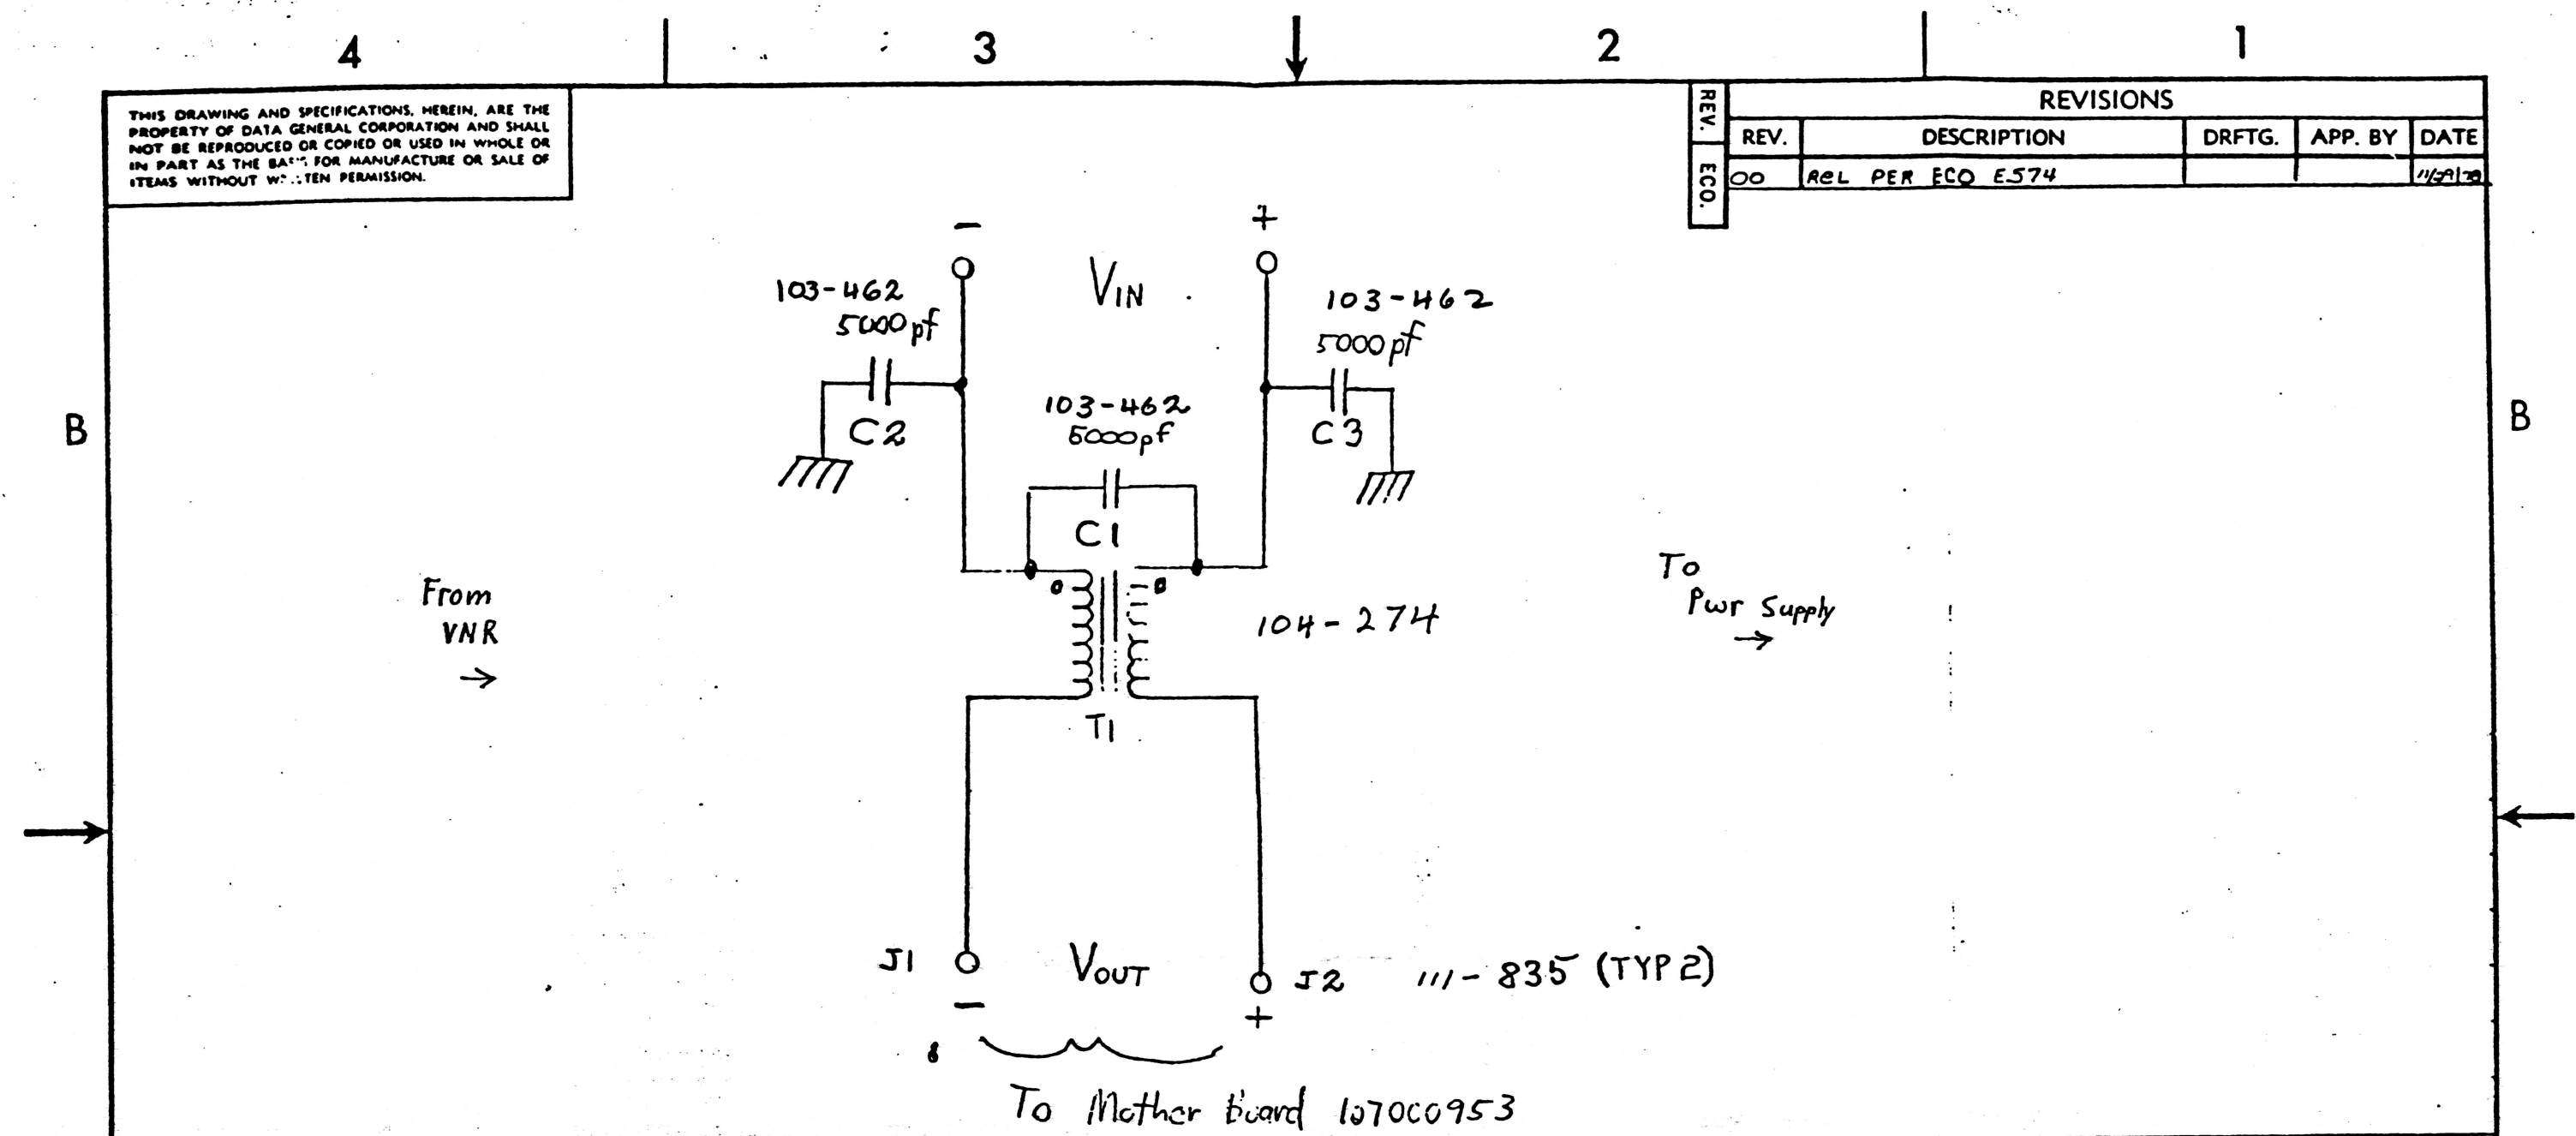 4 3 2 1
THIS DRAWING AND SPECIFICATIONS, HEREIN, ARE THE
PROPERTY OF DATA GENERAL CORPORATION AND SHALL
NOT BE REPRODUCED OR COPIED OR USED IN WHOLE OR
IN PART AS THE FOR MANUFACTURE OR SALE OF
ITEMS WITHOUT PERMISSION.
REV.
ECO.
REVISIONS
REV. DESCRIPTION DRFTG. APP. BY DATE
00 REL PER ECO E574
- +
VIN
103-462
5000pf
C2
103-462
5000pf
C3
103-462
5000pf
C1
B B
From
VNR
→
104-274
T1
To
Pwr Supply
→
J1 VOUT J2 111-835 (TYP 2)
- +
To Mother Board 107000953